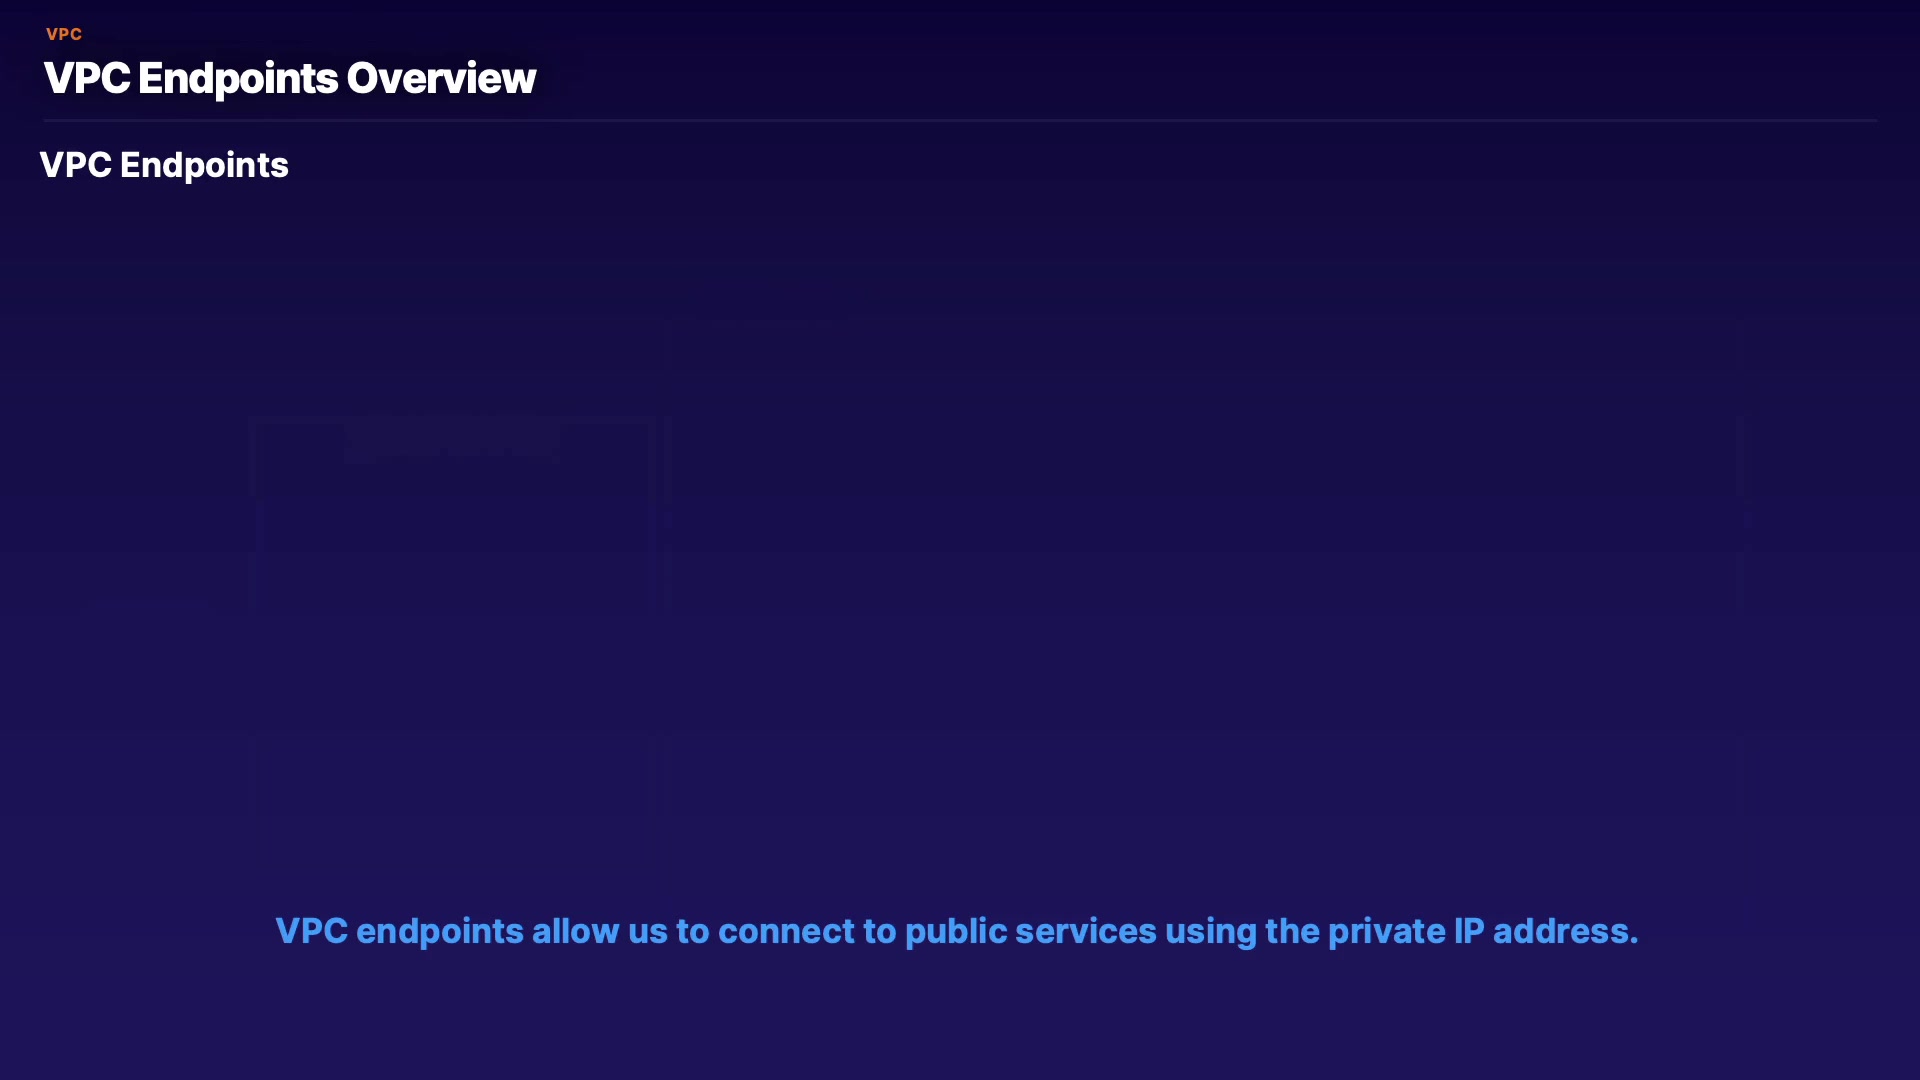 VPC
VPC Endpoints Overview
VPC Endpoints
VPC endpoints allow us to connect to public services using the private IP address.